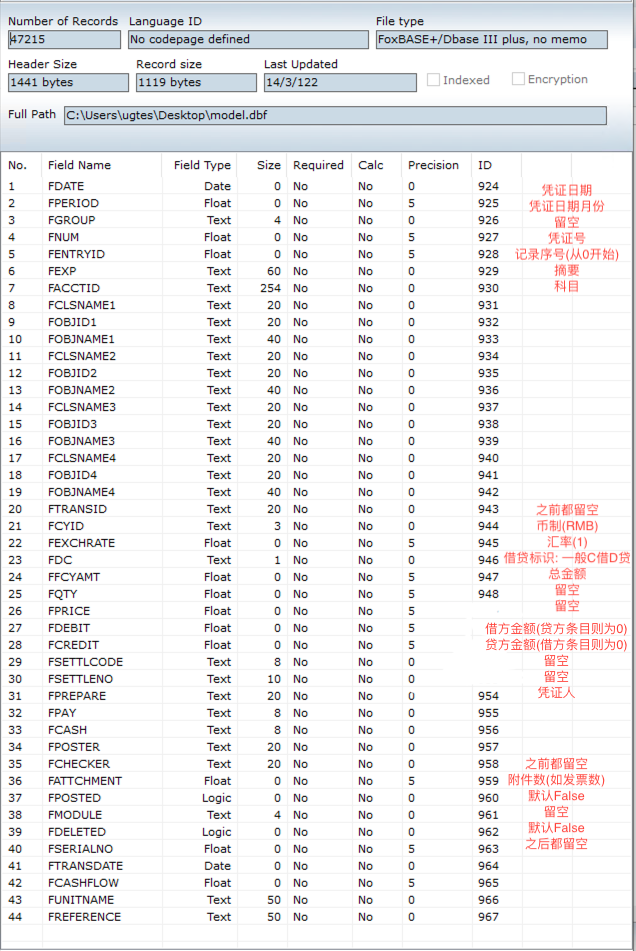 Number of Records Language ID File type
47215 No codepage defined FoxBASE+/Dbase III plus, no memo
Header Size Record size Last Updated
1441 bytes 1119 bytes 14/3/122 Indexed Encryption
Full Path C:\Users\ugtes\Desktop\model.dbf
No. Field Name Field Type Size Required Calc Precision ID
1 FDATE Date 0 No No 0 924 凭证日期
2 FPERIOD Float 0 No No 5 925 凭证日期月份
3 FGROUP Text 4 No No 0 926 留空
4 FNUM Float 0 No No 5 927 凭证号
5 FENTRYID Float 0 No No 5 928 记录序号(从0开始)
6 FEXP Text 60 No No 0 929 摘要
7 FACCTID Text 254 No No 0 930 科目
8 FCLSNAME1 Text 20 No No 0 931
9 FOBJID1 Text 20 No No 0 932
10 FOBJNAME1 Text 40 No No 0 933
11 FCLSNAME2 Text 20 No No 0 934
12 FOBJID2 Text 20 No No 0 935
13 FOBJNAME2 Text 40 No No 0 936
14 FCLSNAME3 Text 20 No No 0 937
15 FOBJID3 Text 20 No No 0 938
16 FOBJNAME3 Text 40 No No 0 939
17 FCLSNAME4 Text 20 No No 0 940
18 FOBJID4 Text 20 No No 0 941
19 FOBJNAME4 Text 40 No No 0 942
20 FTRANSID Text 20 No No 0 943 之前都留空
21 FCYID Text 3 No No 0 944 币制(RMB)
22 FEXCHRATE Float 0 No No 5 945 汇率(1)
23 FDC Text 1 No No 0 946 借贷标识: 一般C借D贷
24 FFCYAMT Float 0 No No 5 947 总金额
25 FQTY Float 0 No No 5 948 留空
26 FPRICE Float 0 No No 5 留空
27 FDEBIT Float 0 No No 5 借方金额(贷方条目则为0)
28 FCREDIT Float 0 No No 5 贷方金额(借方条目则为0)
29 FSETTLCODE Text 8 No No 0 留空
30 FSETTLENO Text 10 No No 0 留空
31 FPREPARE Text 20 No No 0 954 凭证人
32 FPAY Text 8 No No 0 955
33 FCASH Text 8 No No 0 956
34 FPOSTER Text 20 No No 0 957
35 FCHECKER Text 20 No No 0 958 之前都留空
36 FATTCHMENT Float 0 No No 5 959 附件数(如发票数)
37 FPOSTED Logic 0 No No 0 960 默认False
38 FMODULE Text 4 No No 0 961 留空
39 FDELETED Logic 0 No No 0 962 默认False
40 FSERIALNO Float 0 No No 5 963 之后都留空
41 FTRANSDATE Date 0 No No 0 964
42 FCASHFLOW Float 0 No No 5 965
43 FUNITNAME Text 50 No No 0 966
44 FREFERENCE Text 50 No No 0 967